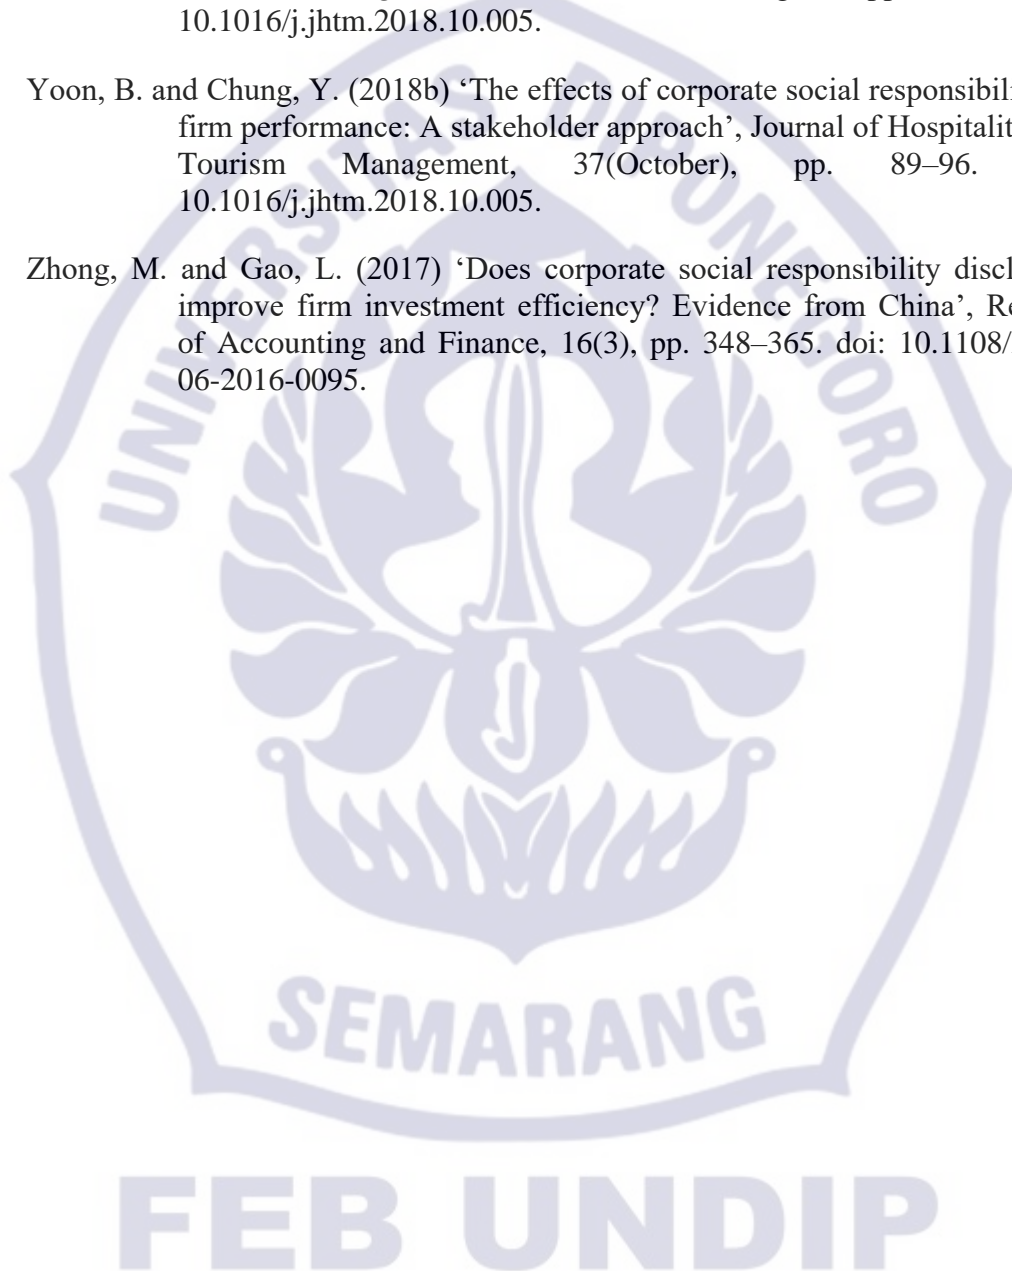 10.1016/j.jhtm.2018.10.005.
Yoon, B. and Chung, Y. (2018b) ‘The effects of corporate social responsibili
firm performance: A stakeholder approach’, Journal of Hospitalit
Tourism Management, 37(October), pp. 89–96.
10.1016/j.jhtm.2018.10.005.
Zhong, M. and Gao, L. (2017) ‘Does corporate social responsibility discl
improve firm investment efficiency? Evidence from China’, Re
of Accounting and Finance, 16(3), pp. 348–365. doi: 10.1108/
06-2016-0095.
UNIVERSITAS DIPONEGORO
SEMARANG
FEB UNDIP